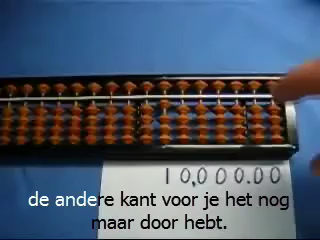 10,000.00
de andere kant voor je het nog
maar door hebt.